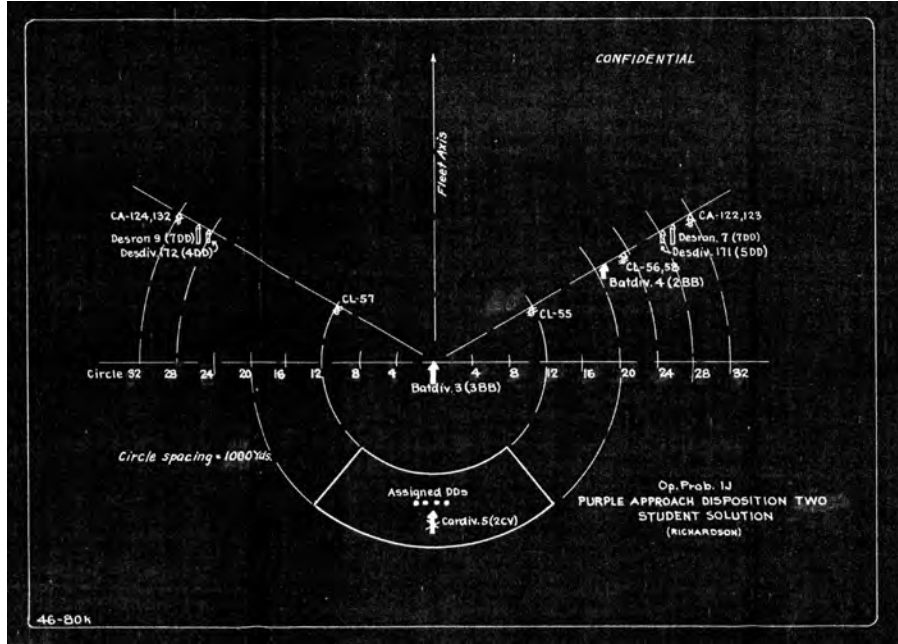 CONFIDENTIAL
Fleet Axis
CA-124,132
Desron 9 (7DD)
Desdiv. 172 (4DD)
CL-57
CA-122,123
Desron. 7 (7DD)
Desdiv. 171 (5DD)
CL-56,58
Batdiv. 4 (2BB)
CL-55
Circle 32 28 24 20 16 12 8 4 4 8 12 16 20 24 28 32
Batdiv. 3 (3BB)
Circle spacing = 1000 Yds.
Assigned DDs
Cardiv. 5 (2CV)
Op. Prob. 1J
PURPLE APPROACH DISPOSITION TWO
STUDENT SOLUTION
(RICHARDSON)
46-80k